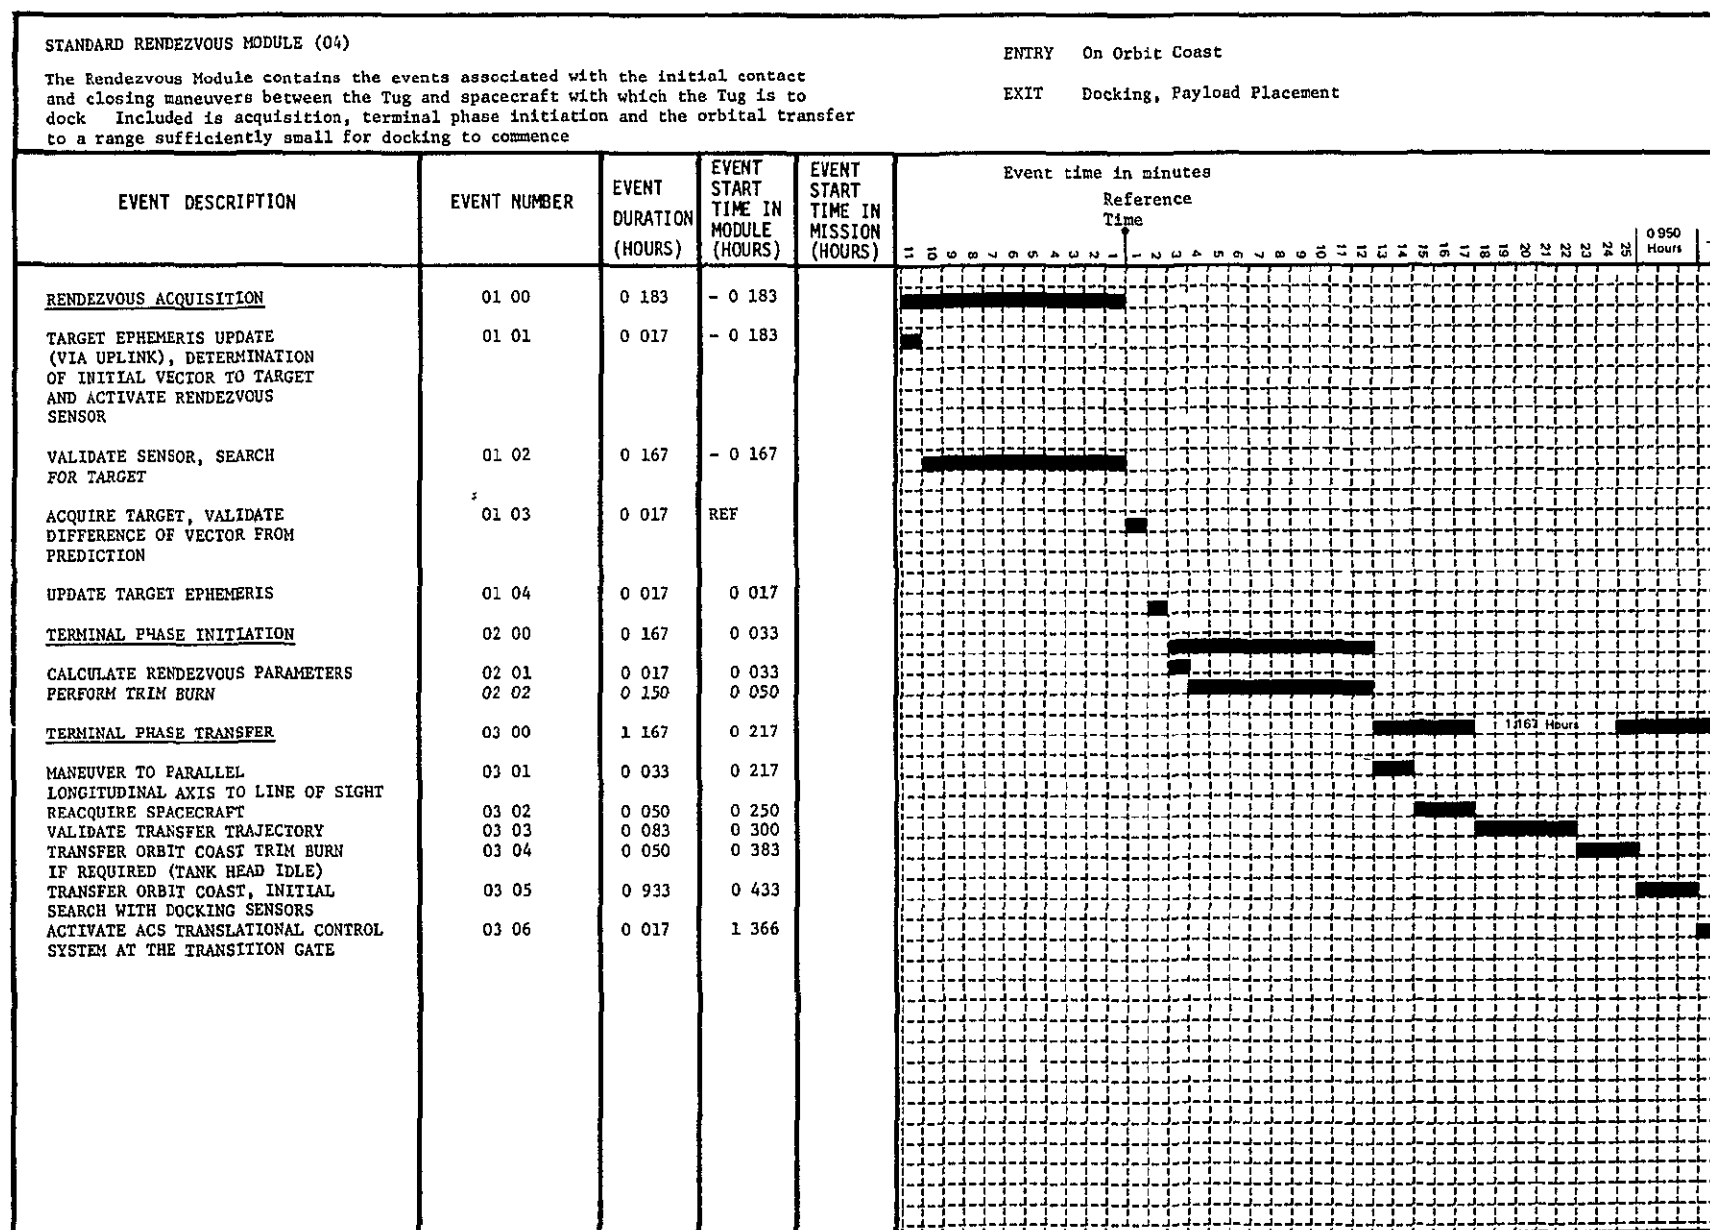 STANDARD RENDEZVOUS MODULE (04)
The Rendezvous Module contains the events associated with the initial contact
and closing maneuvers between the Tug and spacecraft with which the Tug is to
dock Included is acquisition, terminal phase initiation and the orbital transfer
to a range sufficiently small for docking to commence
ENTRY On Orbit Coast
EXIT Docking, Payload Placement
EVENT DESCRIPTION
EVENT NUMBER
EVENT
DURATION
(HOURS)
EVENT
START
TIME IN
MODULE
(HOURS)
EVENT
START
TIME IN
MISSION
(HOURS)
Event time in minutes
Reference
Time
11 10 9 8 7 6 5 4 3 2 1 1 2 3 4 5 6 7 8 9 10 11 12 13 14 15 16 17 18 19 20 21 22 23 24 25
0 950
Hours
RENDEZVOUS ACQUISITION 01 00 0 183 - 0 183
TARGET EPHEMERIS UPDATE 01 01 0 017 - 0 183
(VIA UPLINK), DETERMINATION
OF INITIAL VECTOR TO TARGET
AND ACTIVATE RENDEZVOUS
SENSOR
VALIDATE SENSOR, SEARCH 01 02 0 167 - 0 167
FOR TARGET
ACQUIRE TARGET, VALIDATE 01 03 0 017 REF
DIFFERENCE OF VECTOR FROM
PREDICTION
UPDATE TARGET EPHEMERIS 01 04 0 017 0 017
TERMINAL PHASE INITIATION 02 00 0 167 0 033
CALCULATE RENDEZVOUS PARAMETERS 02 01 0 017 0 033
PERFORM TRIM BURN 02 02 0 150 0 050
TERMINAL PHASE TRANSFER 03 00 1 167 0 217 1167 Hours
MANEUVER TO PARALLEL 03 01 0 033 0 217
LONGITUDINAL AXIS TO LINE OF SIGHT
REACQUIRE SPACECRAFT 03 02 0 050 0 250
VALIDATE TRANSFER TRAJECTORY 03 03 0 083 0 300
TRANSFER ORBIT COAST TRIM BURN 03 04 0 050 0 383
IF REQUIRED (TANK HEAD IDLE)
TRANSFER ORBIT COAST, INITIAL 03 05 0 933 0 433
SEARCH WITH DOCKING SENSORS
ACTIVATE ACS TRANSLATIONAL CONTROL 03 06 0 017 1 366
SYSTEM AT THE TRANSITION GATE